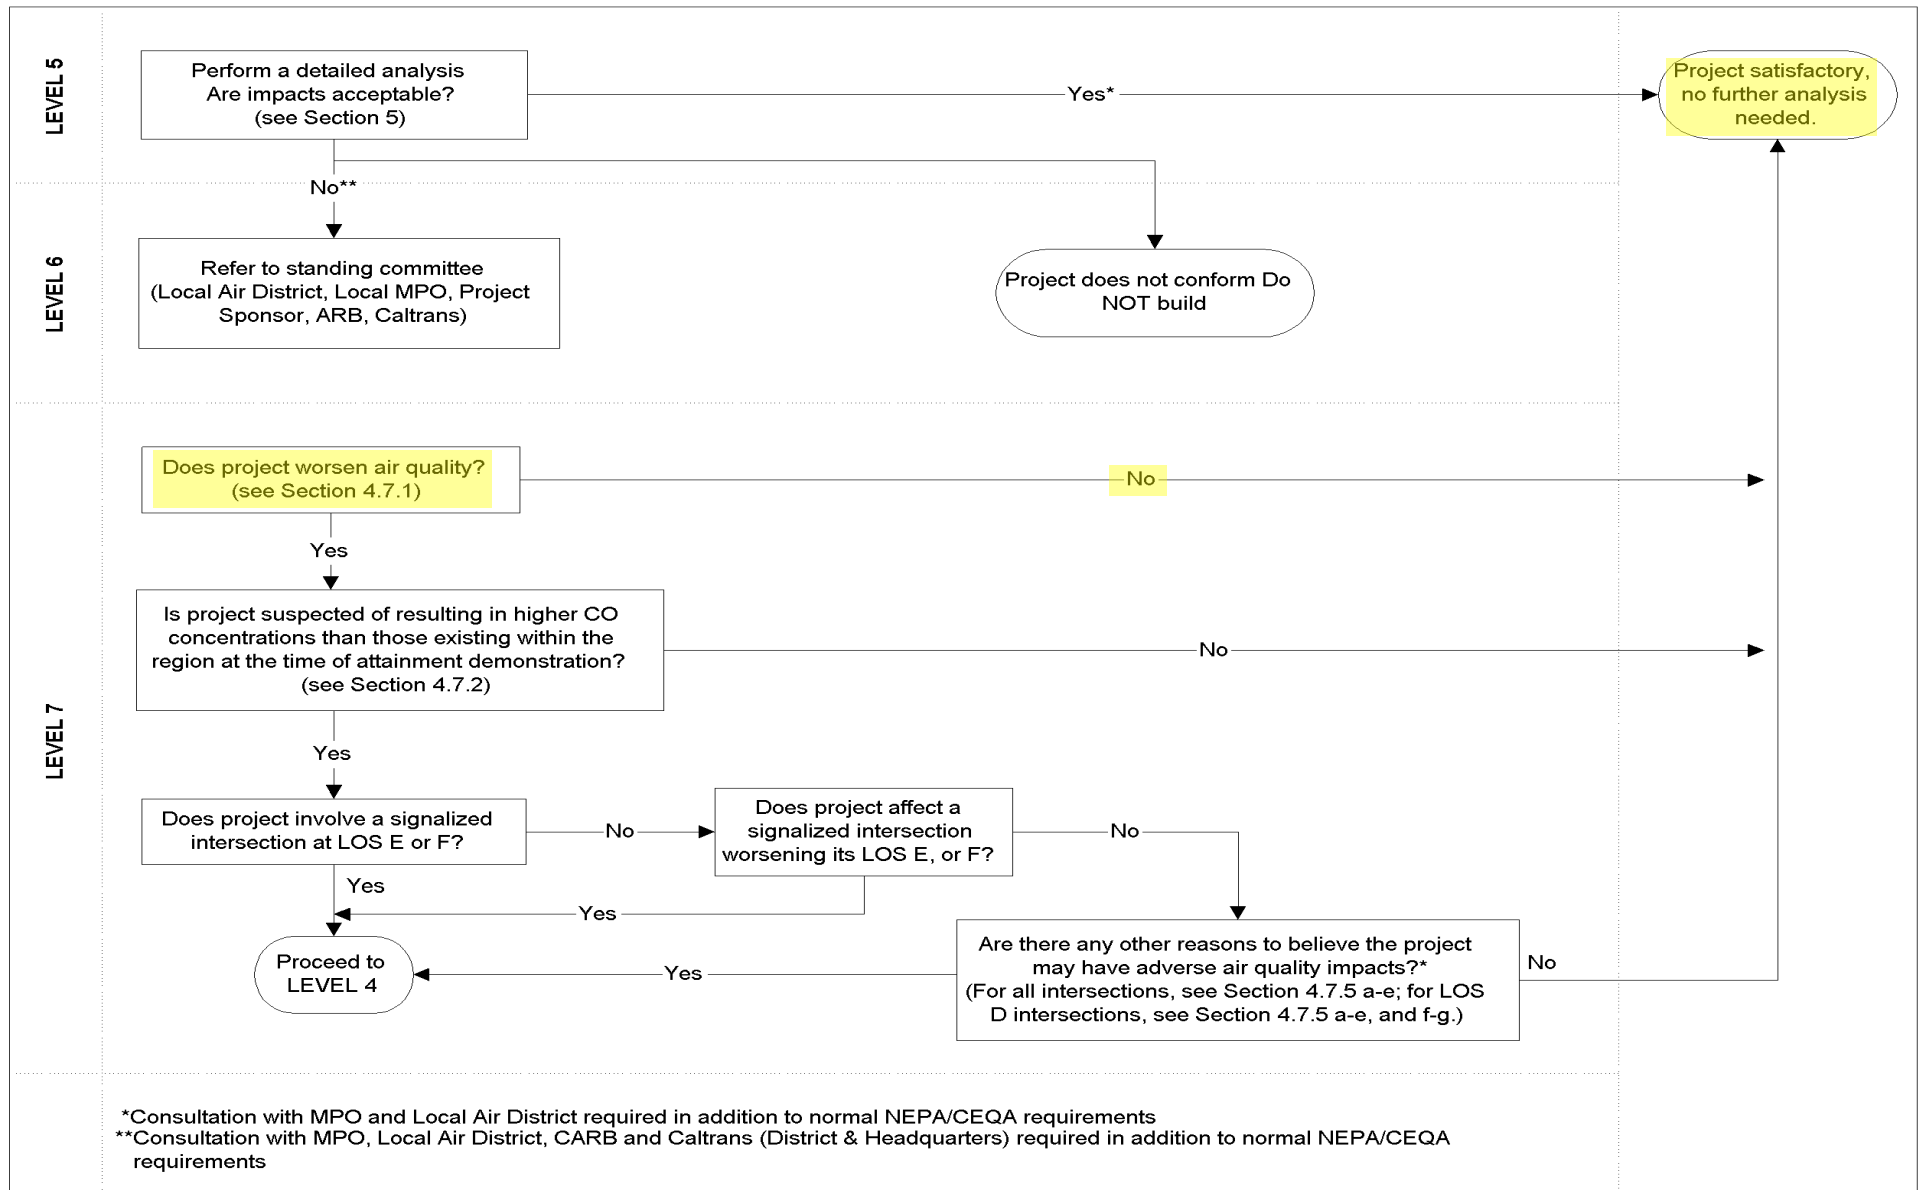 LEVEL 5
Perform a detailed analysis
Are impacts acceptable?
(see Section 5)
Yes*
Project satisfactory,
no further analysis
needed.
No**
LEVEL 6
Refer to standing committee
(Local Air District, Local MPO, Project
Sponsor, ARB, Caltrans)
Project does not conform Do
NOT build
LEVEL 7
Does project worsen air quality?
(see Section 4.7.1)
No
Yes
Is project suspected of resulting in higher CO
concentrations than those existing within the
region at the time of attainment demonstration?
(see Section 4.7.2)
No
Yes
Does project involve a signalized
intersection at LOS E or F?
No
Does project affect a
signalized intersection
worsening its LOS E, or F?
No
Yes
Yes
Proceed to
LEVEL 4
Yes
Are there any other reasons to believe the project
may have adverse air quality impacts?*
(For all intersections, see Section 4.7.5 a-e; for LOS
D intersections, see Section 4.7.5 a-e, and f-g.)
No
*Consultation with MPO and Local Air District required in addition to normal NEPA/CEQA requirements
**Consultation with MPO, Local Air District, CARB and Caltrans (District & Headquarters) required in addition to normal NEPA/CEQA
requirements